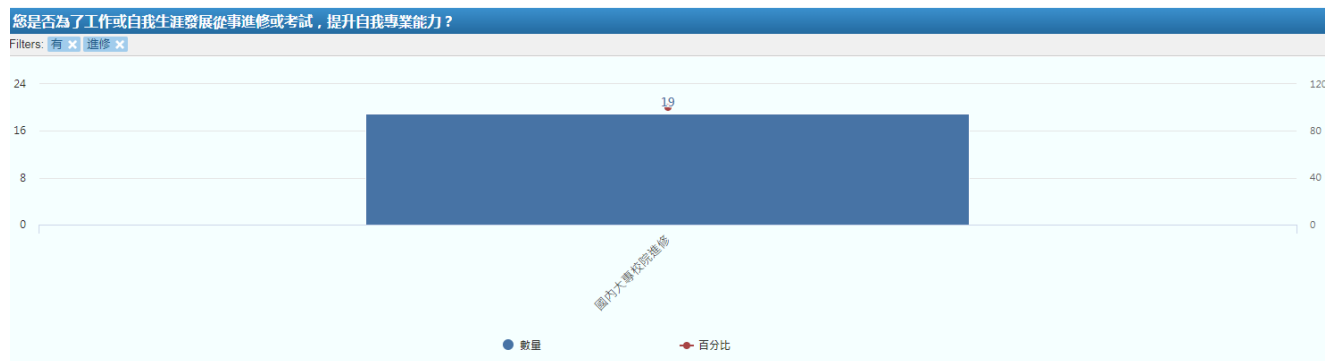 您是否為了工作或自我生涯發展從事進修或考試，提升自我專業能力？
Filters: 有 × 進修 ×
24
120
19
16
80
8
40
0
0
國內大專校院進修
數量
百分比